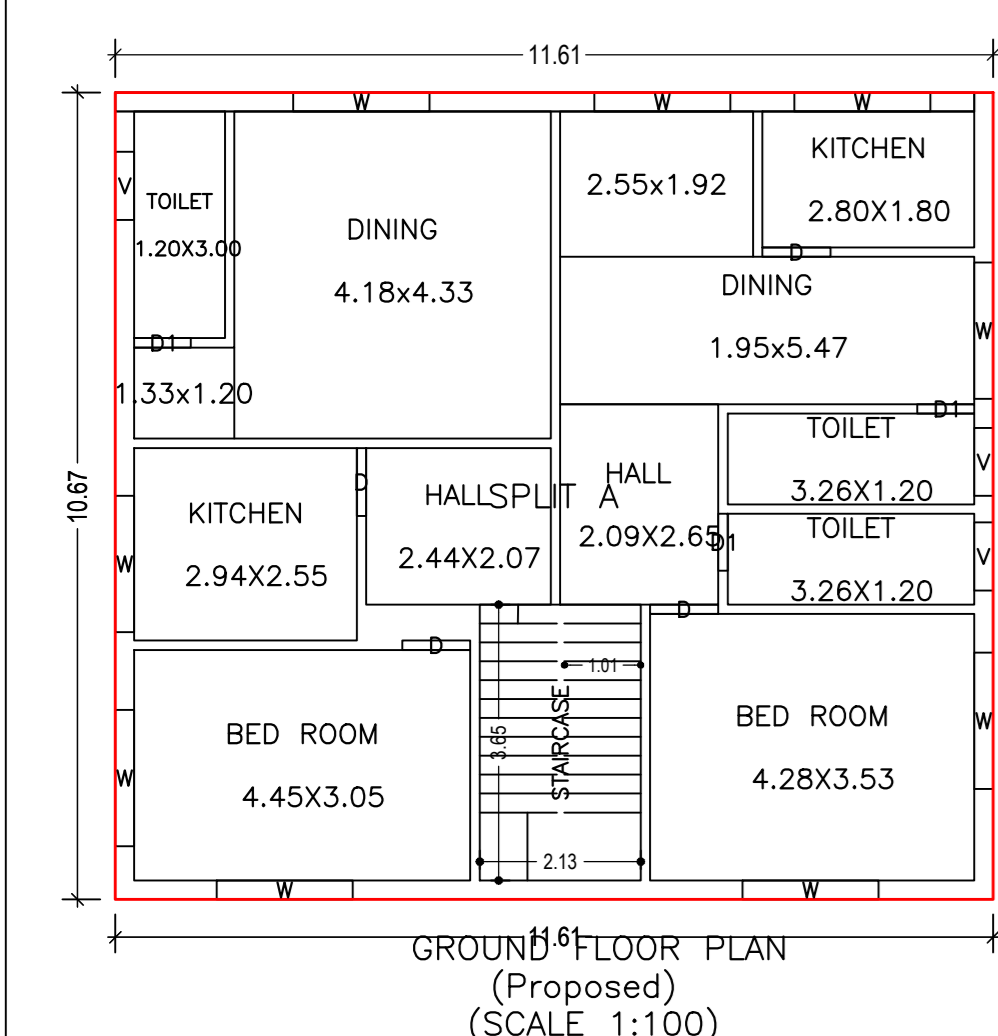 11.61
W
W
W
V
TOILET
1.20X3.00
DINING
4.18x4.33
2.55x1.92
KITCHEN
2.80X1.80
D
DINING
1.95x5.47
W
D1
1.33x1.20
D1
10.67
TOILET
3.26X1.20
V
KITCHEN
2.94X2.55
D
HALL
2.44X2.07
SPLIT A
HALL
2.09X2.65
D1
TOILET
3.26X1.20
V
W
D
D
BED ROOM
4.45X3.05
W
STAIRCASE
1.01
3.65
2.13
BED ROOM
4.28X3.53
W
W
W
11.61
GROUND FLOOR PLAN
(Proposed)
(SCALE 1:100)